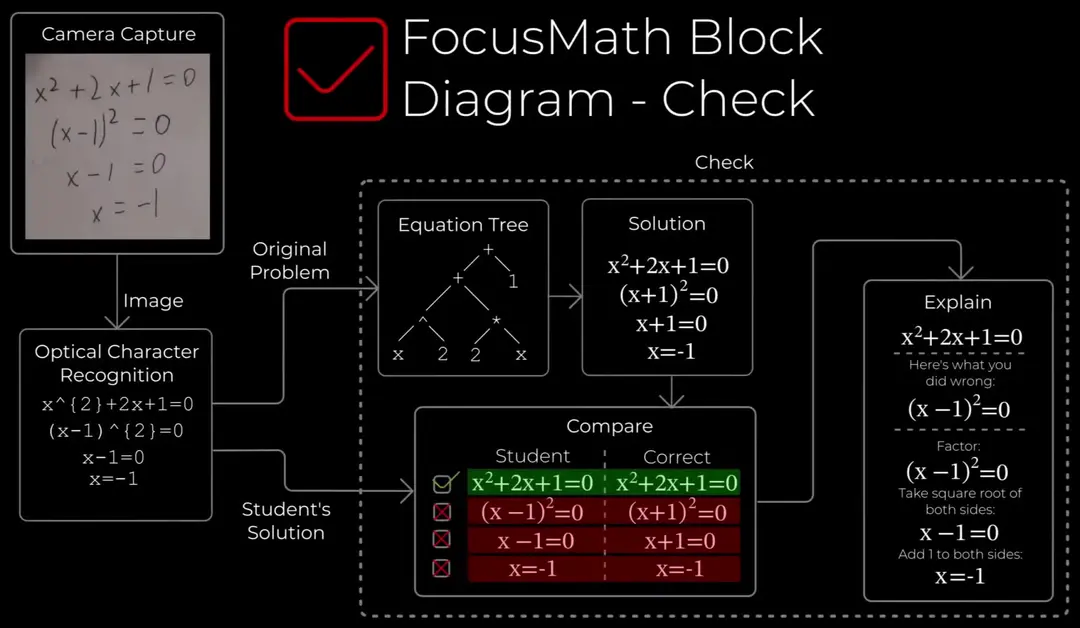 FocusMath Block
Diagram - Check
Camera Capture
x² + 2x + 1 = 0
(x - 1)² = 0
x - 1 = 0
x = -1
Image
Optical Character
Recognition
x^{2}+2x+1=0
(x-1)^{2}=0
x-1=0
x=-1
Original
Problem
Student's
Solution
Check
Equation Tree
+
+ 1
^ *
x 2 2 x
Solution
x²+2x+1=0
(x+1)²=0
x+1=0
x=-1
Compare
Student Correct
x²+2x+1=0 x²+2x+1=0
(x −1)²=0 (x+1)²=0
x −1=0 x+1=0
x=-1 x=-1
Explain
x²+2x+1=0
Here's what you
did wrong:
(x −1)²=0
Factor:
(x −1)²=0
Take square root of
both sides:
x −1=0
Add 1 to both sides:
x=-1